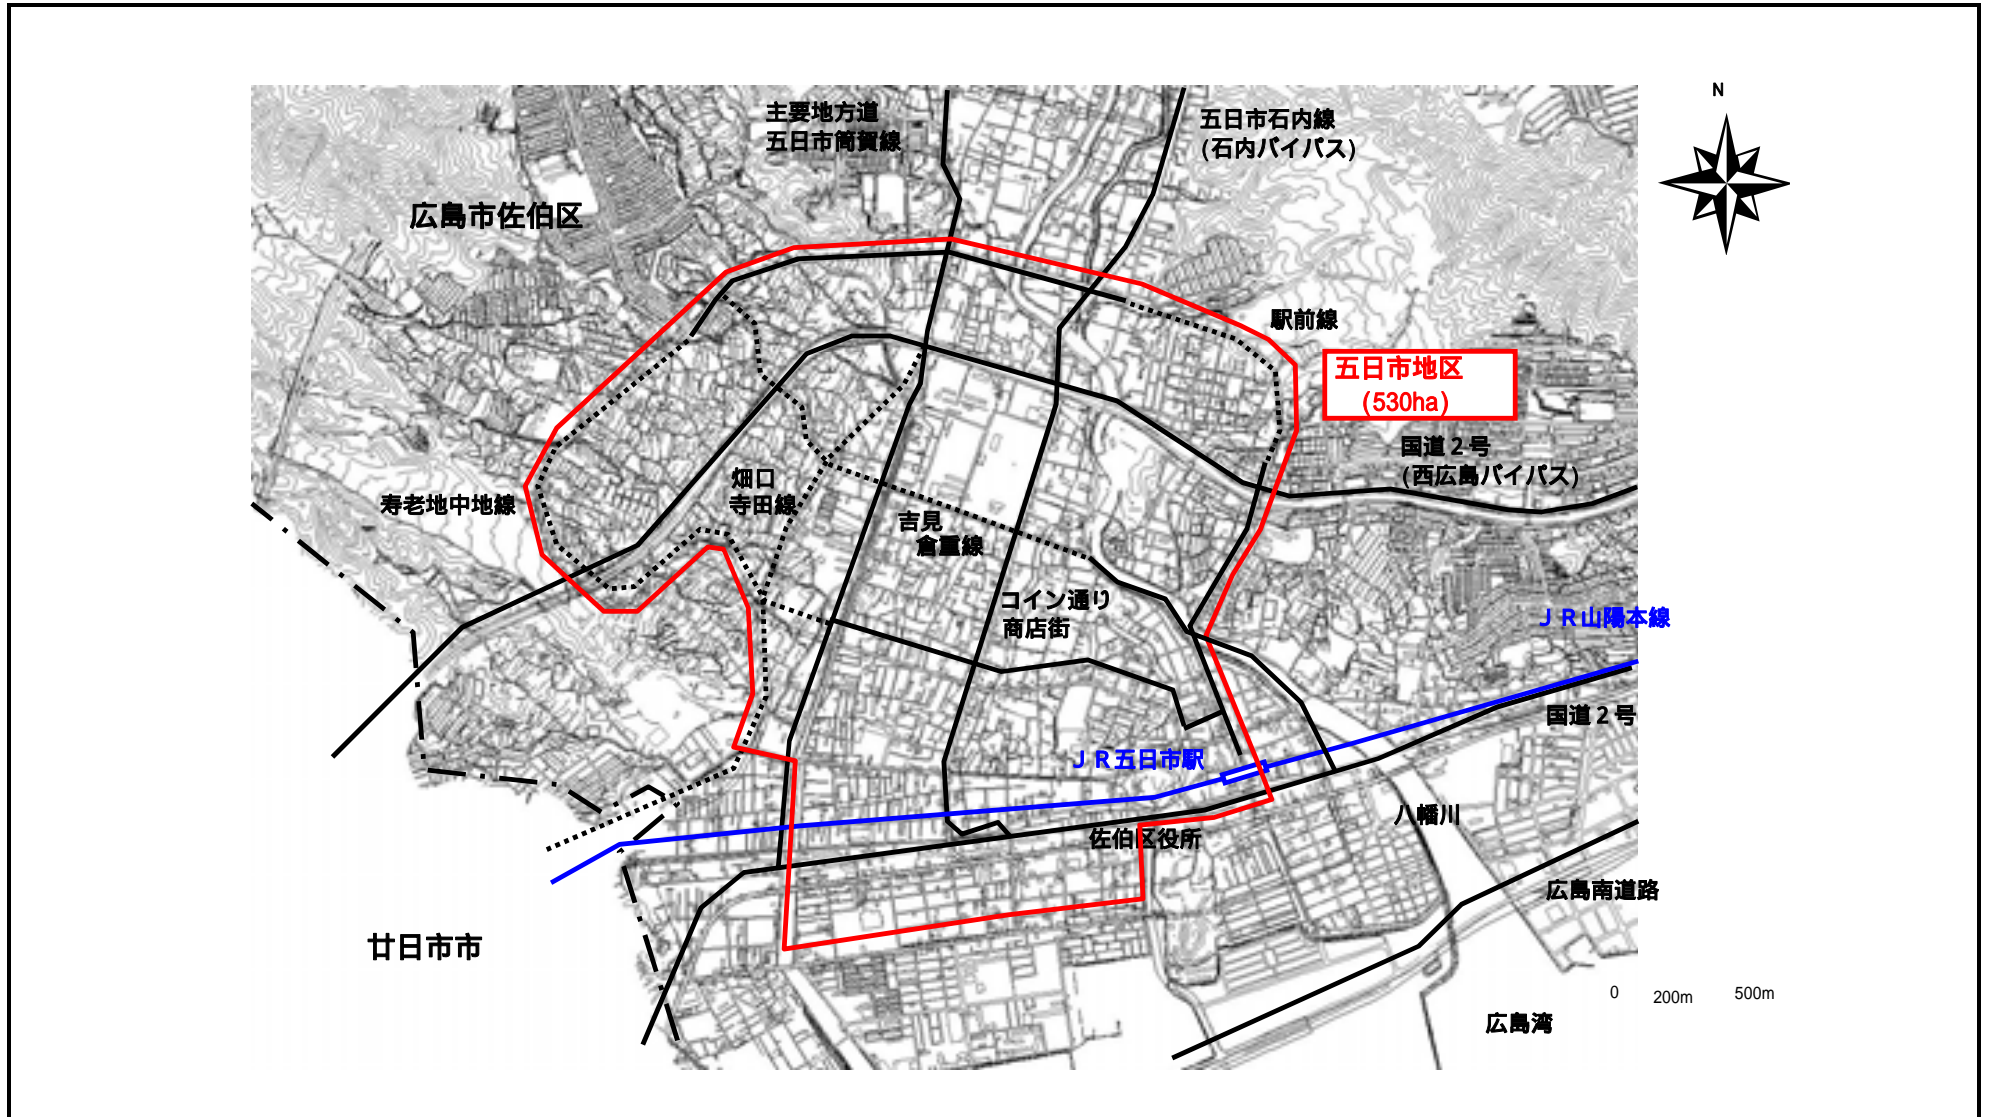 N
主要地方道
五日市筒賀線
五日市石内線
(石内バイパス)
広島市佐伯区
駅前線
五日市地区
(530ha)
国道２号
(西広島バイパス)
寿老地中地線
畑口
寺田線
吉見
倉重線
コイン通り
商店街
ＪＲ山陽本線
国道２号
ＪＲ五日市駅
八幡川
佐伯区役所
広島南道路
廿日市市
0 200m 500m
広島湾